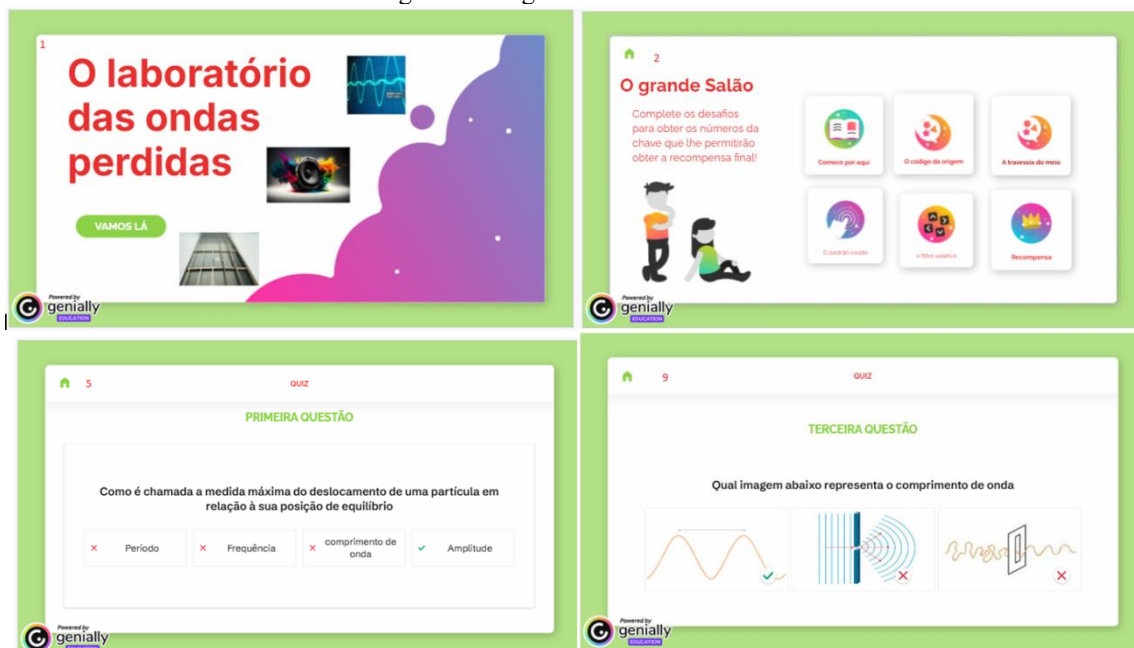 1
O laboratório
das ondas
perdidas
VAMOS LÁ
Powered by
genially
EDUCATION
2
O grande Salão
Complete os desafios
para obter os números da
chave que lhe permitirão
obter a recompensa final!
Comece por aqui
O código da origem
A travessia do meio
O padrão oculto
Recompensa
Powered by
genially
EDUCATION
5
QUIZ
PRIMEIRA QUESTÃO
Como é chamada a medida máxima do deslocamento de uma partícula em
relação à sua posição de equilíbrio
Período
Frequência
comprimento de
onda
Amplitude
Powered by
genially
EDUCATION
9
QUIZ
TERCEIRA QUESTÃO
Qual imagem abaixo representa o comprimento de onda
Powered by
genially
EDUCATION